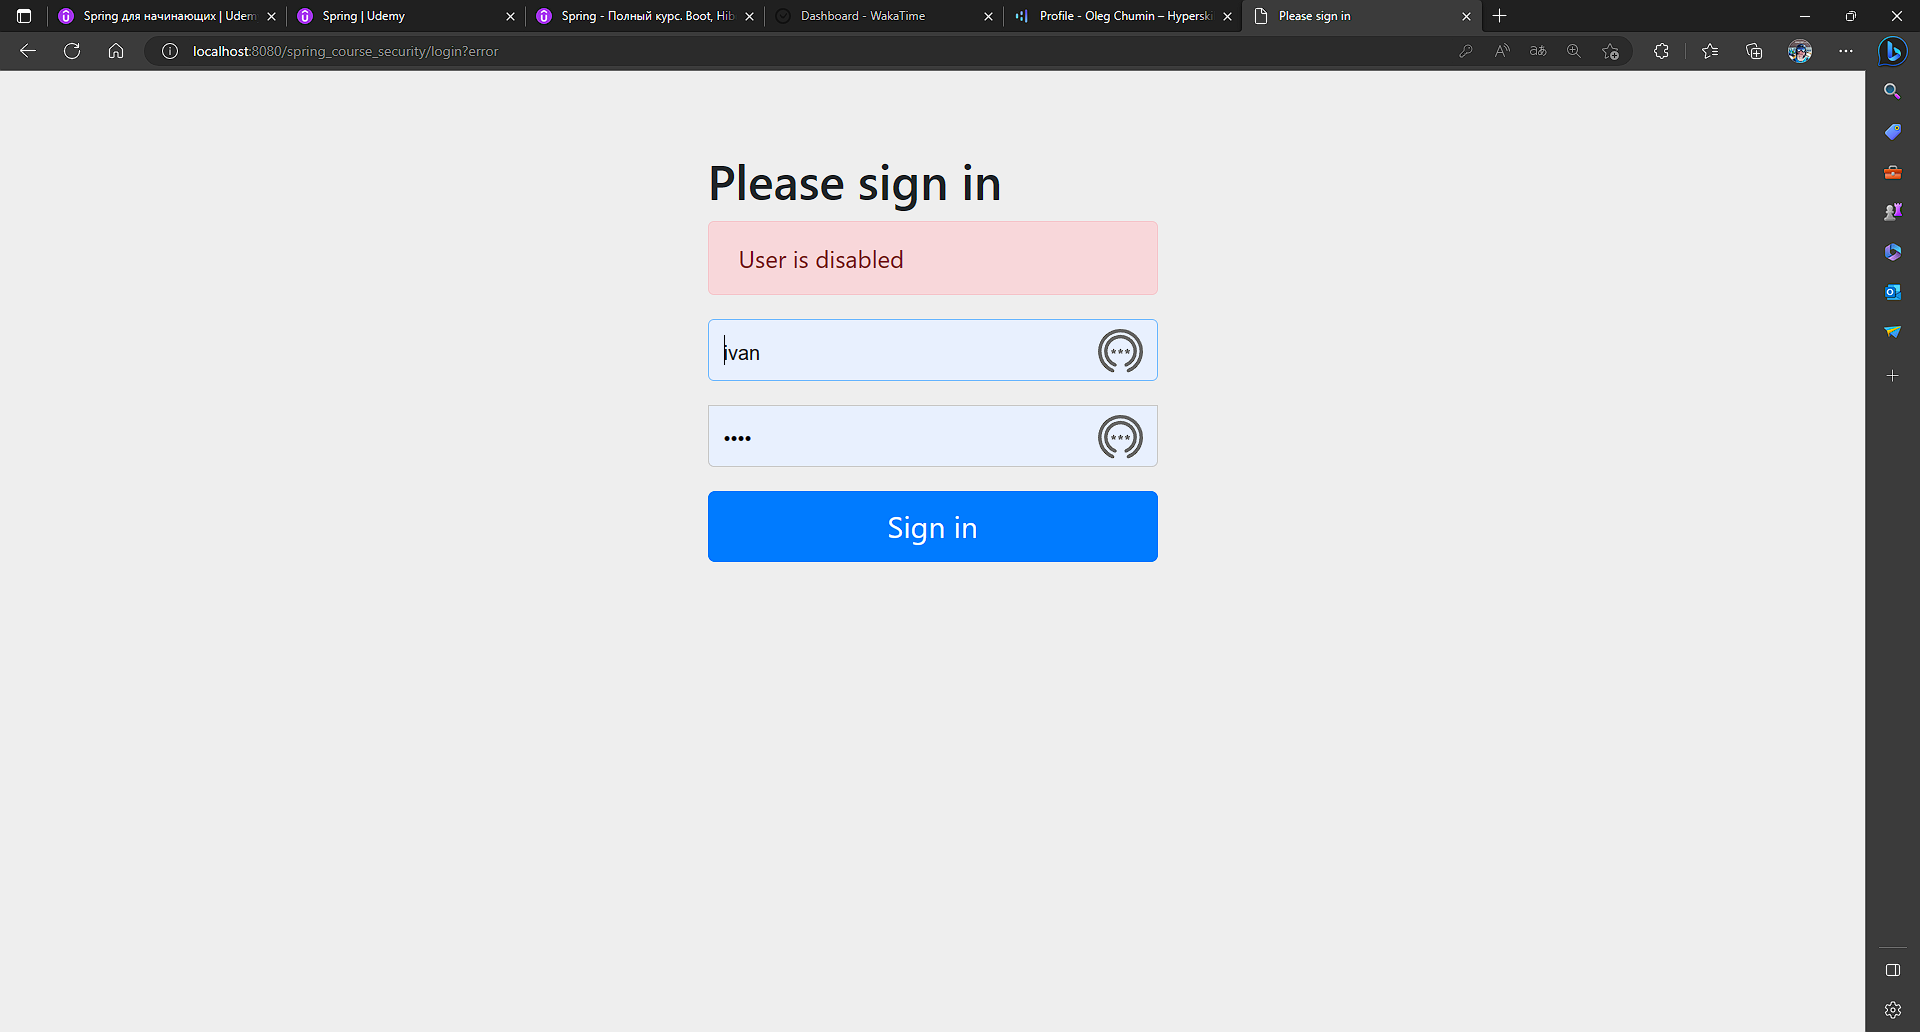 Spring для начинающих | Udem
Spring | Udemy
Spring - Полный курс. Boot, Hib
Dashboard - WakaTime
Profile - Oleg Chumin – Hyperski
Please sign in
localhost:8080/spring_course_security/login?error
Please sign in
User is disabled
ivan
••••
Sign in